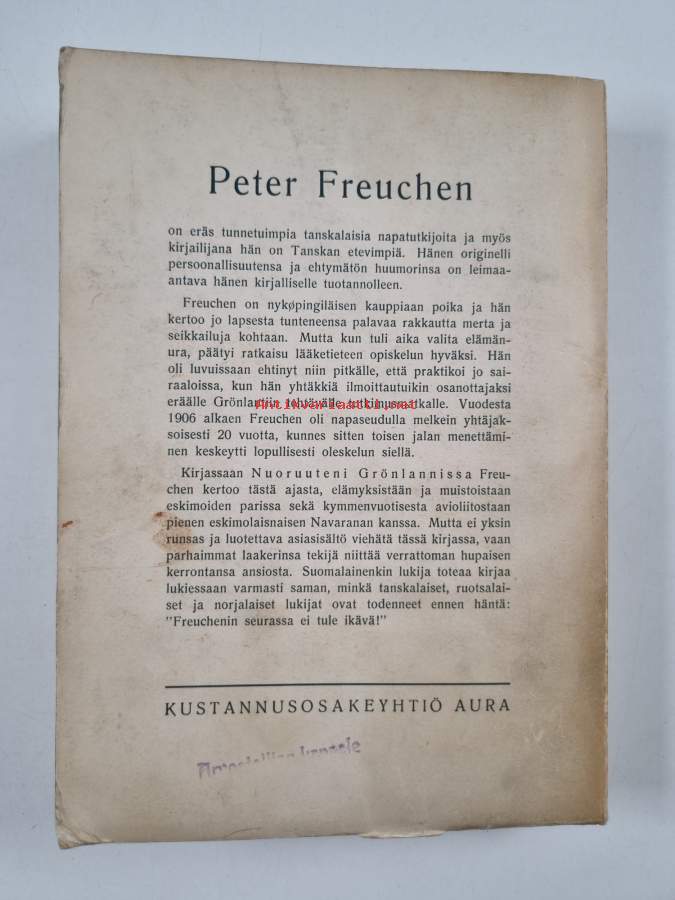 Peter Freuchen
on eräs tunnetuimpia tanskalaisia napatutkijoita ja myös
kirjailijana hän on Tanskan etevimpiä. Hänen originelli
persoonallisuutensa ja ehtymätön huumorinsa on leimaa-
antava hänen kirjalliselle tuotannolleen.
Freuchen on nykøpingiläisen kauppiaan poika ja hän
kertoo jo lapsesta tunteneensa palavaa rakkautta merta ja
seikkailuja kohtaan. Mutta kun tuli aika valita elämän-
ura, päätyi ratkaisu lääketieteen opiskelun hyväksi. Hän
oli luvuissaan ehtinyt niin pitkälle, että praktikoi jo sai-
raaloissa, kun hän yhtäkkiä ilmoittautuikin osanottajaksi
eräälle Grönlantiin tehtävälle tutkimusmatkalle. Vuodesta
Antikvariaatti.net
1906 alkaen Freuchen oli napaseudulla melkein yhtäjak-
soisesti 20 vuotta, kunnes sitten toisen jalan menettämi-
nen keskeytti lopullisesti oleskelun siellä.
Kirjassaan Nuoruuteni Grönlannissa Freu-
chen kertoo tästä ajasta, elämyksistään ja muistoistaan
eskimoiden parissa sekä kymmenvuotisesta avioliitostaan
pienen eskimolaisnaisen Navaranan kanssa. Mutta ei yksin
runsas ja luotettava asiasisältö viehätä tässä kirjassa, vaan
parhaimmat laakerinsa tekijä niittää verrattoman hupaisen
kerrontansa ansiosta. Suomalainenkin lukija toteaa kirjaa
lukiessaan varmasti saman, minkä tanskalaiset, ruotsalai-
set ja norjalaiset lukijat ovat todenneet ennen häntä:
"Freuchenin seurassa ei tule ikävä!"
KUSTANNUSOSAKEYHTIÖ AURA